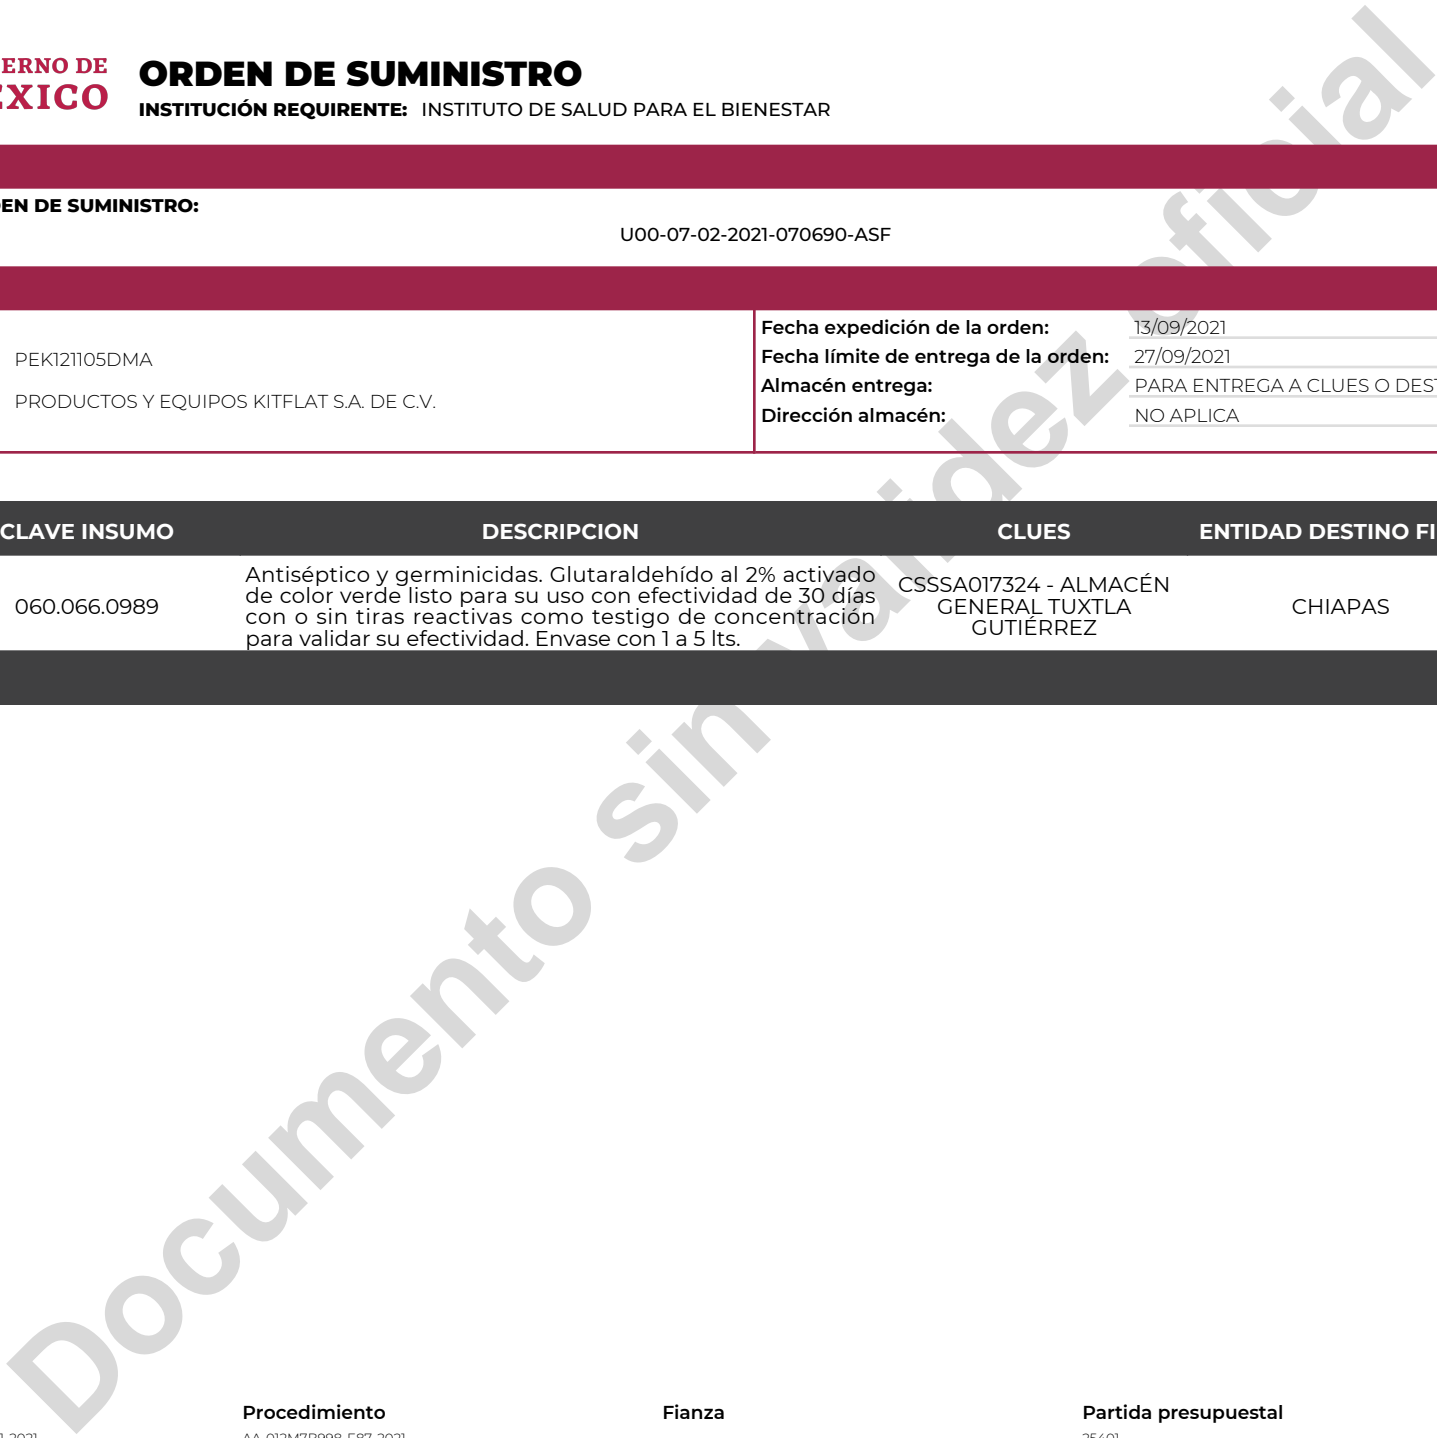 ERNO DE
EXICO
ORDEN DE SUMINISTRO
INSTITUCIÓN REQUIRENTE: INSTITUTO DE SALUD PARA EL BIENESTAR
EN DE SUMINISTRO:
U00-07-02-2021-070690-ASF
PEK121105DMA
PRODUCTOS Y EQUIPOS KITFLAT S.A. DE C.V.
Fecha expedición de la orden: 13/09/2021
Fecha límite de entrega de la orden: 27/09/2021
Almacén entrega: PARA ENTREGA A CLUES O DEST
Dirección almacén: NO APLICA
CLAVE INSUMO DESCRIPCION CLUES ENTIDAD DESTINO FI
060.066.0989
Antiséptico y germinicidas. Glutaraldehído al 2% activado
de color verde listo para su uso con efectividad de 30 días
con o sin tiras reactivas como testigo de concentración
para validar su efectividad. Envase con 1 a 5 lts.
CSSSA017324 - ALMACÉN
GENERAL TUXTLA
GUTIÉRREZ
CHIAPAS
Documento sin validez oficial
Procedimiento Fianza Partida presupuestal